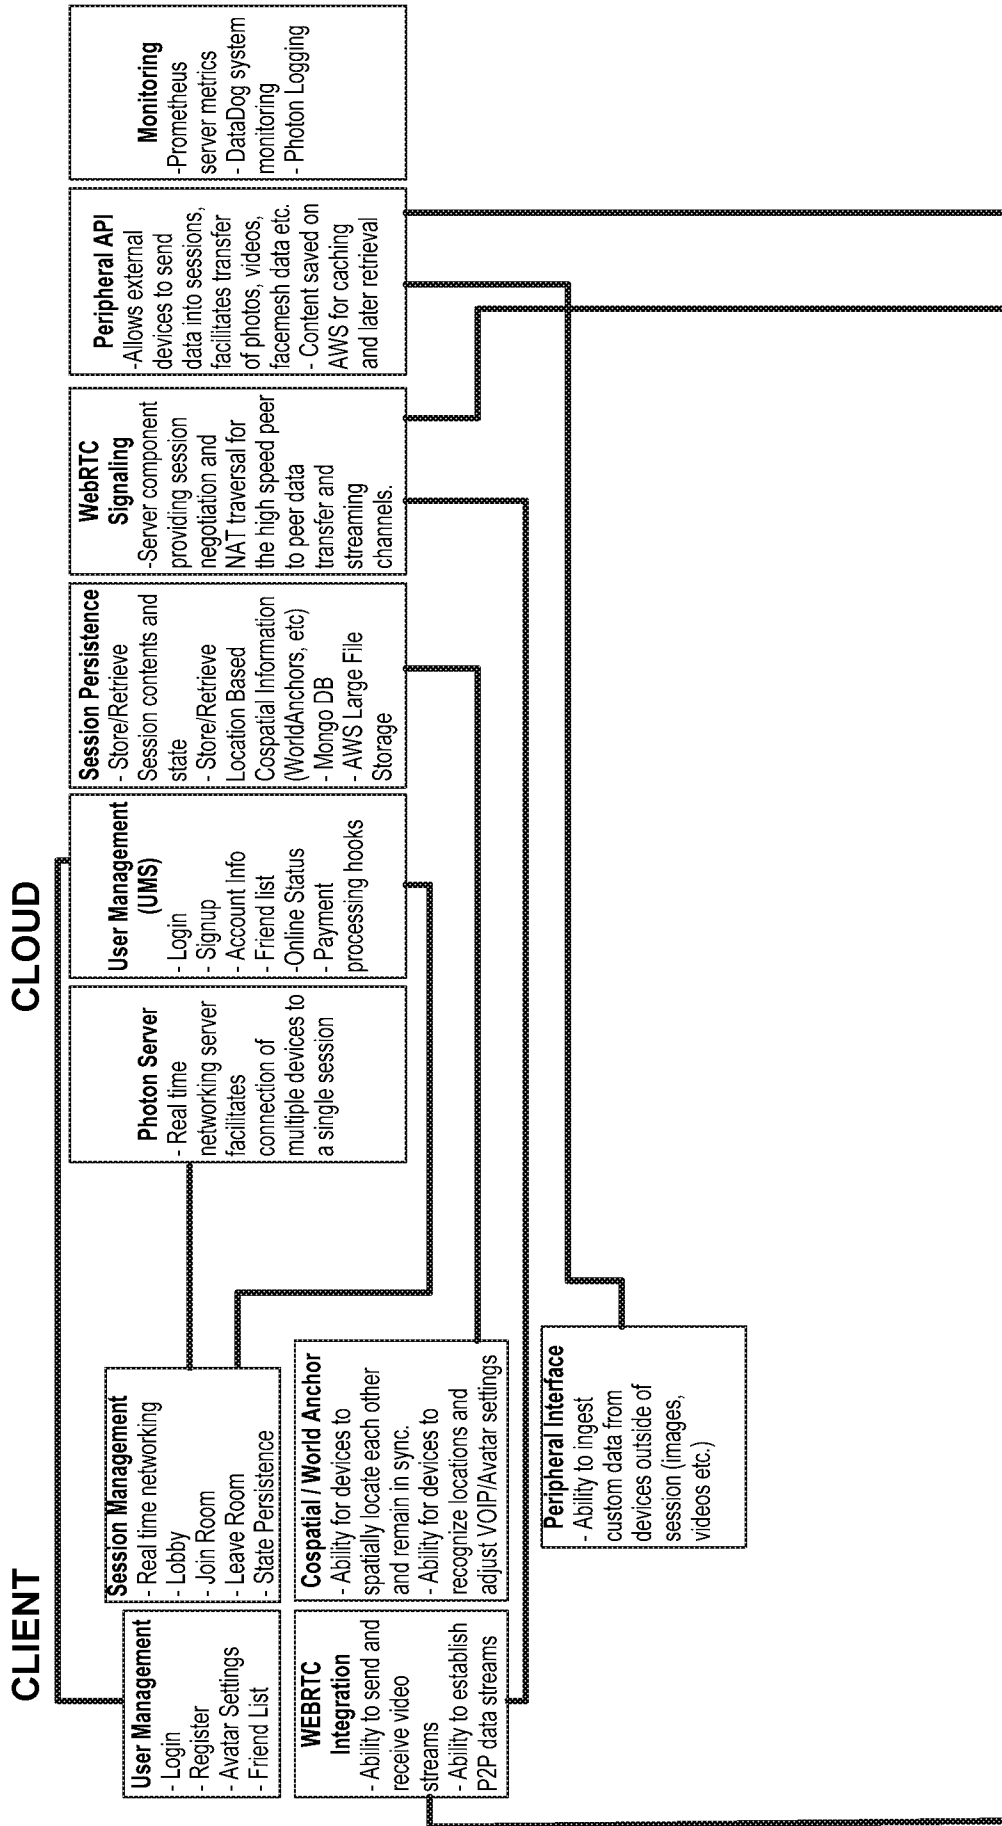 CLIENT
CLOUD
User Management
- Login
- Register
- Avatar Settings
- Friend List
Session Management
- Real time networking
- Lobby
- Join Room
- Leave Room
- State Persistence
WEBRTC
Integration
- Ability to send and
receive video
streams
- Ability to establish
P2P data streams
Cospatial / World Anchor
- Ability for devices to
spatially locate each other
and remain in sync.
- Ability for devices to
recognize locations and
adjust VOIP/Avatar settings
Peripheral Interface
- Ability to ingest
custom data from
devices outside of
session (images,
videos etc.)
Photon Server
- Real time
networking server
facilitates
connection of
multiple devices to
a single session
User Management
(UMS)
- Login
- Signup
- Account Info
- Friend list
-Online Status
- Payment
processing hooks
Session Persistence
- Store/Retrieve
Session contents and
state
- Store/Retrieve
Location Based
Cospatial Information
(WorldAnchors, etc)
- Mongo DB
- AWS Large File
Storage
WebRTC
Signaling
-Server component
providing session
negotiation and
NAT traversal for
the high speed peer
to peer data
transfer and
streaming
channels.
Peripheral API
-Allows external
devices to send
data into sessions,
facilitates transfer
of photos, videos,
facemesh data etc.
- Content saved on
AWS for caching
and later retrieval
Monitoring
-Prometheus
server metrics
- DataDog system
monitoring
- Photon Logging